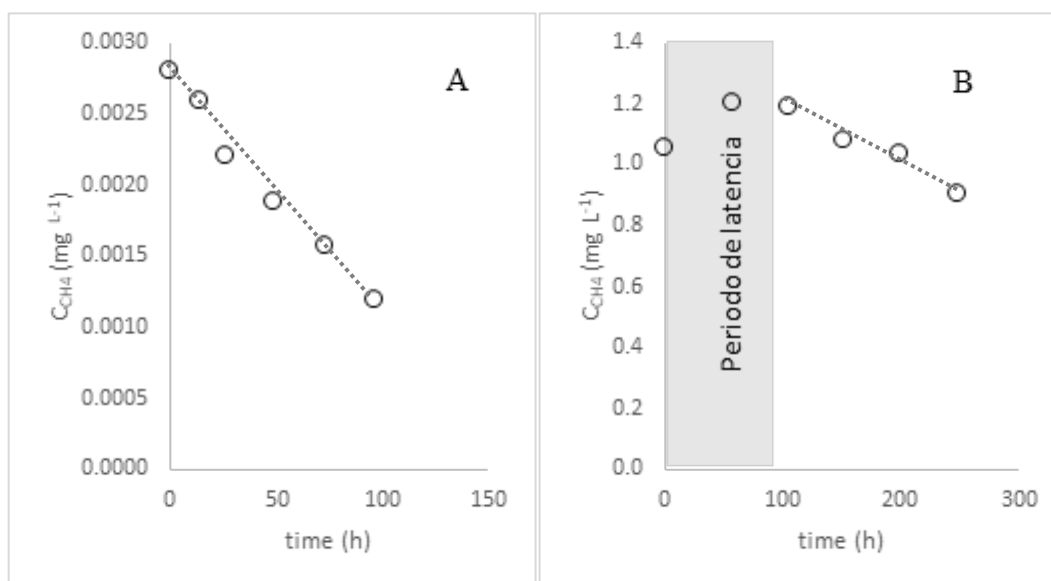 A
0.0030
0.0025
0.0020
0.0015
0.0010
0.0005
0.0000
C_CH4 (mg L-1)
0 50 100 150
time (h)
B
1.4
1.2
1.0
0.8
0.6
0.4
0.2
0.0
C_CH4 (mg L-1)
Periodo de latencia
0 100 200 300
time (h)